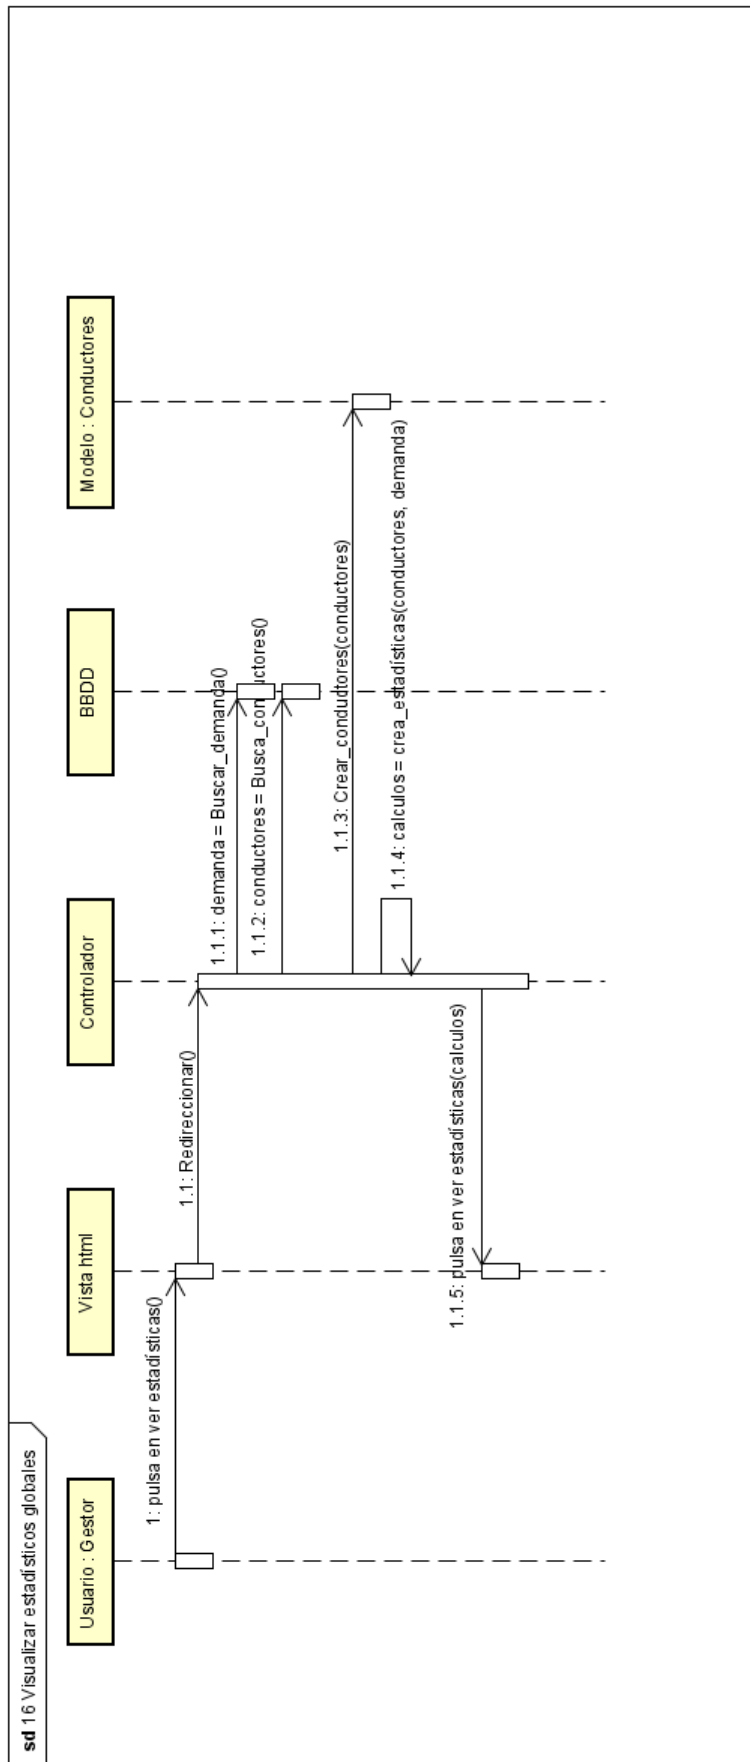 sd 16 Visualizar estadísticos globales
Usuario : Gestor
Vista html
Controlador
BBDD
Modelo : Conductores
1: pulsa en ver estadísticas()
1.1: Redireccionar()
1.1.1: demanda = Buscar_demanda()
1.1.2: conductores = Busca_conductores()
1.1.3: Crear_conductores(conductores)
1.1.4: calculos = crea_estadísticas(conductores, demanda)
1.1.5: pulsa en ver estadísticas(calculos)